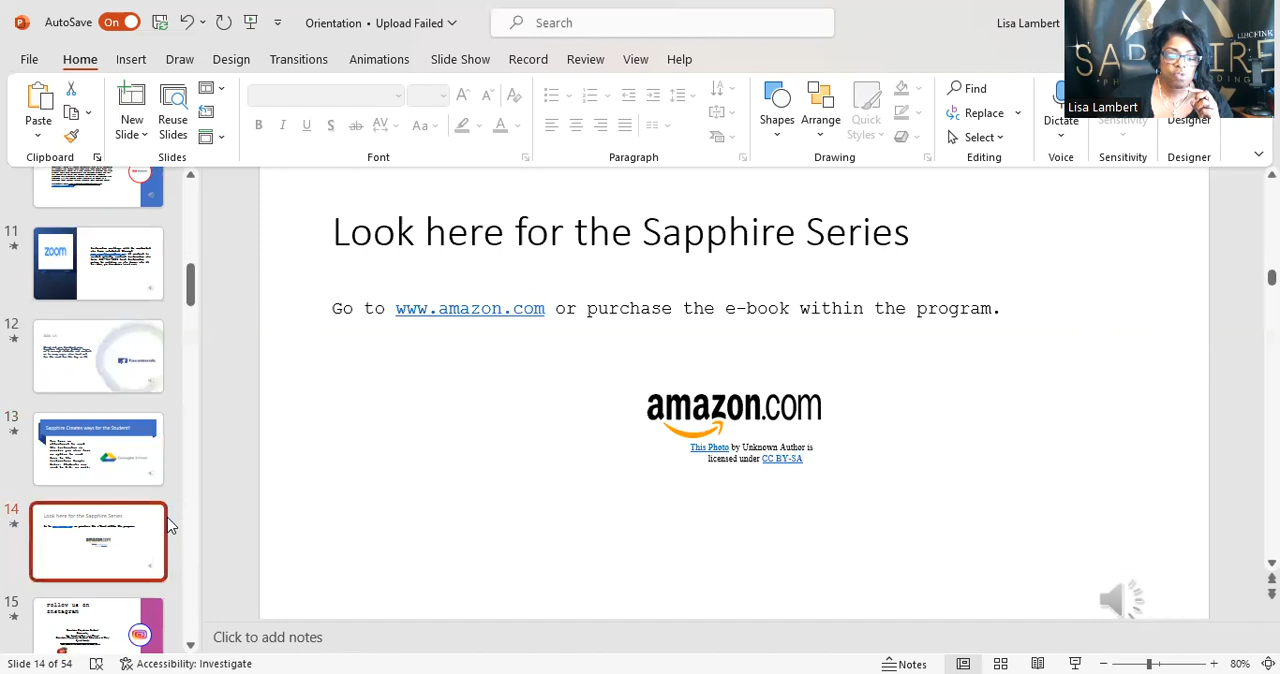 AutoSave On Orientation • Upload Failed Search Lisa Lambert
File Home Insert Draw Design Transitions Animations Slide Show Record Review View Help
SAPPHIRE
Lisa Lambert
Paste New Slide Reuse Slides Shapes Arrange Quick Styles Find Replace Select Dictate Sensitivity Designer
Clipboard Slides Font Paragraph Drawing Editing Voice Sensitivity Designer
11
zoom
12
13
Sapphire Creates ways for the Student!
14
Look here for the Sapphire Series
amazon.com
15
Follow us on
instagram
Look here for the Sapphire Series
Go to www.amazon.com or purchase the e-book within the program.
amazon.com
This Photo by Unknown Author is
licensed under CC BY-SA
Click to add notes
Slide 14 of 54 Accessibility: Investigate Notes 80%